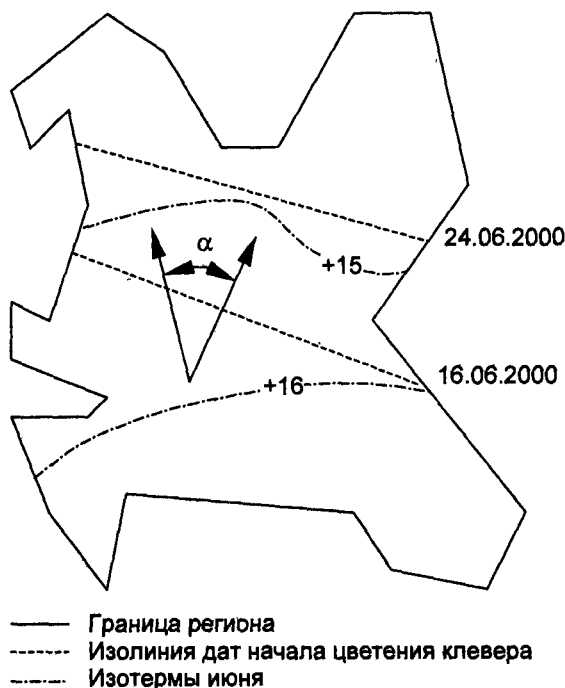 24.06.2000
α
+15
16.06.2000
+16
Граница региона
Изолиния дат начала цветения клевера
Изотермы июня